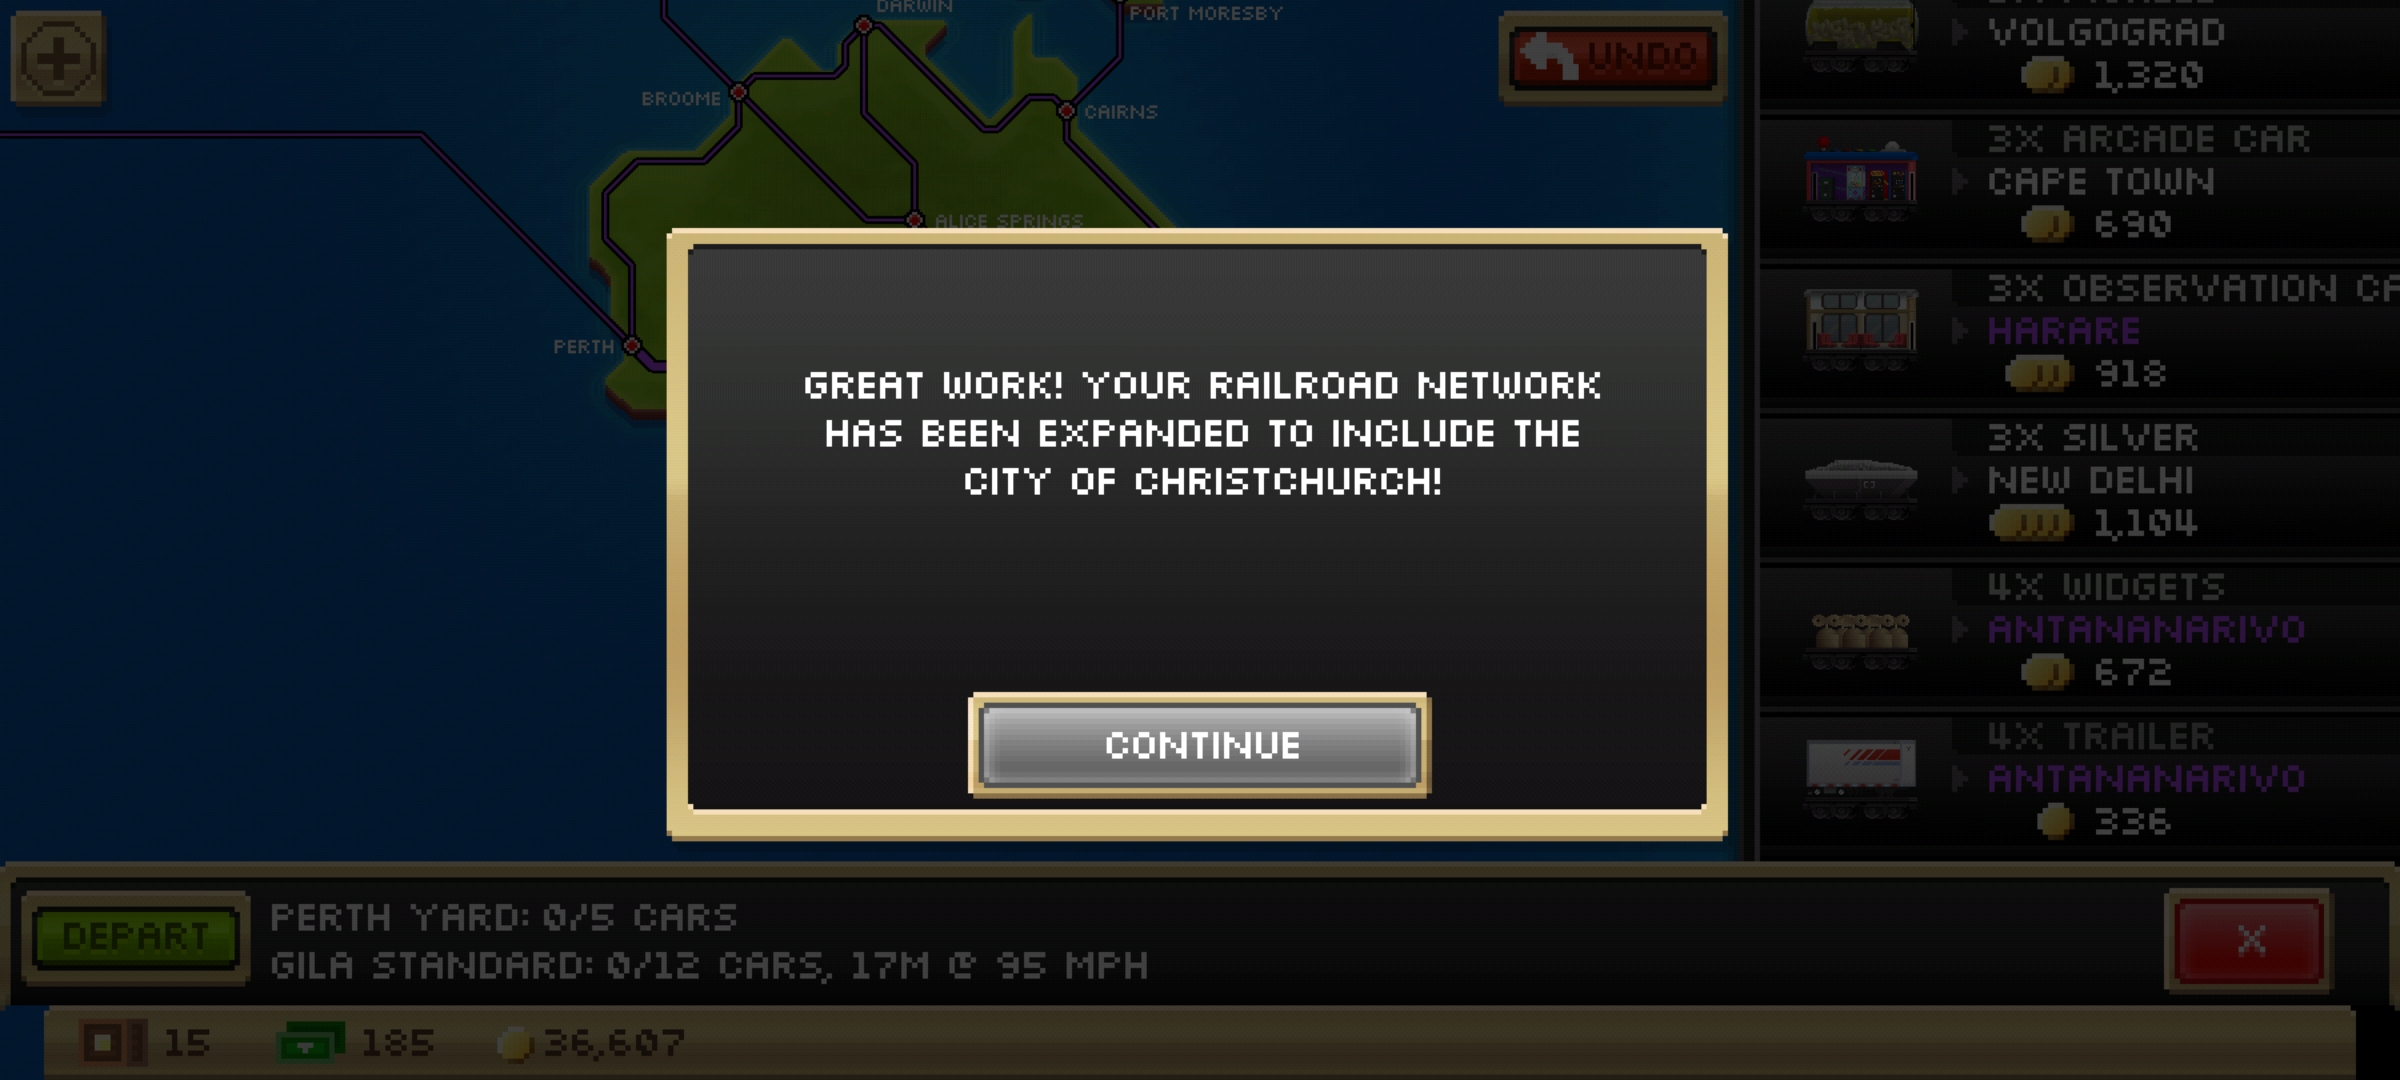 DARWIN
PORT MORESBY
BROOME
CAIRNS
ALICE SPRINGS
PERTH
UNDO
VOLGOGRAD
1,320
3X ARCADE CAR
CAPE TOWN
690
3X OBSERVATION CA
HARARE
918
3X SILVER
NEW DELHI
1,104
4X WIDGETS
ANTANANARIVO
672
4X TRAILER
ANTANANARIVO
336
GREAT WORK! YOUR RAILROAD NETWORK
HAS BEEN EXPANDED TO INCLUDE THE
CITY OF CHRISTCHURCH!
CONTINUE
DEPART
PERTH YARD: 0/5 CARS
GILA STANDARD: 0/12 CARS, 17M @ 95 MPH
X
15
185
36,607